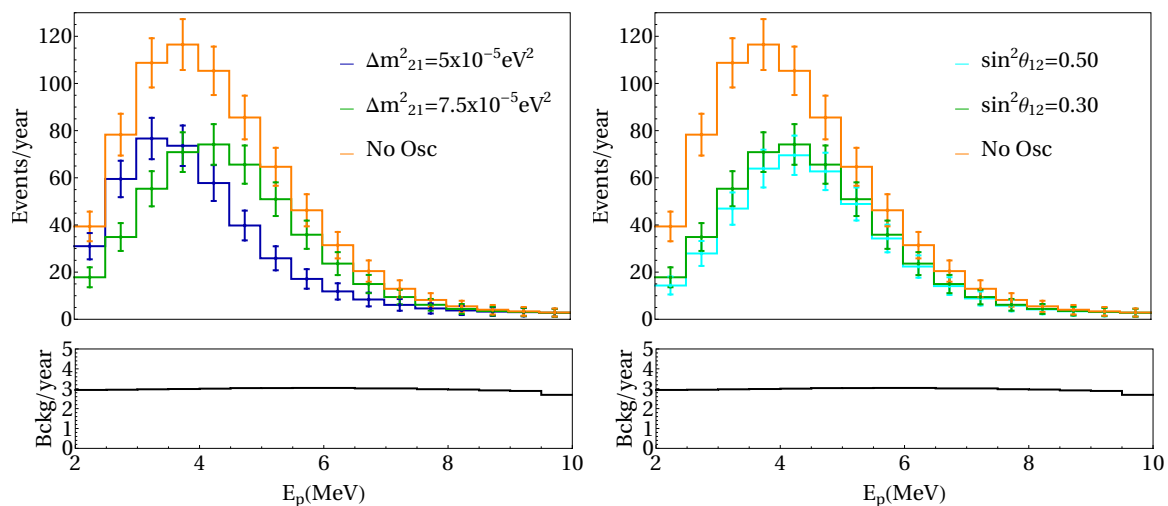 120
100
80
60
40
20
0
Events/year
Δm²₂₁=5x10⁻⁵eV²
Δm²₂₁=7.5x10⁻⁵eV²
No Osc
5
4
3
2
1
0
Bckg/year
2 4 6 8 10
Eₚ(MeV)
120
100
80
60
40
20
0
Events/year
sin²θ₁₂=0.50
sin²θ₁₂=0.30
No Osc
5
4
3
2
1
0
Bckg/year
2 4 6 8 10
Eₚ(MeV)